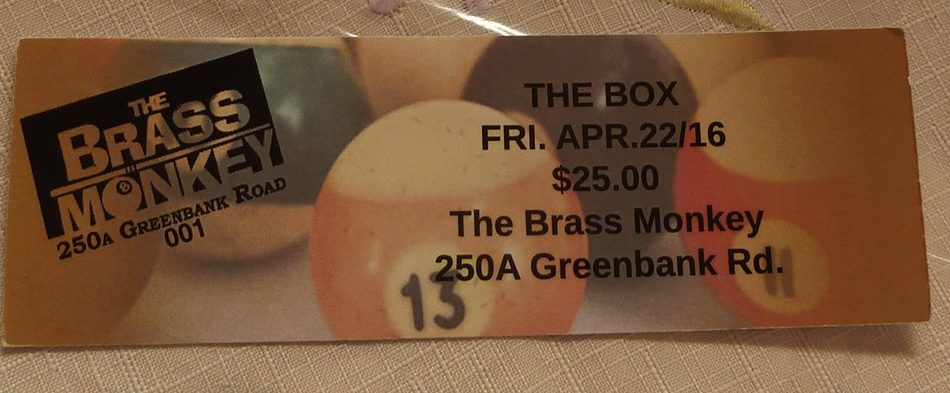 THE
BRASS
MONKEY
250A GREENBANK ROAD
001
THE BOX
FRI. APR.22/16
$25.00
The Brass Monkey
250A Greenbank Rd.
13
11